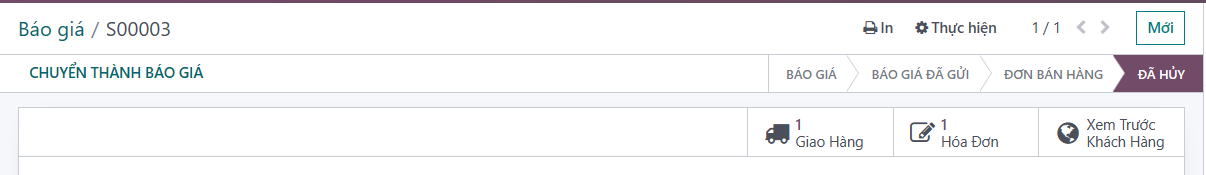 Báo giá / S00003
In
Thực hiện
1 / 1
Mới
CHUYỂN THÀNH BÁO GIÁ
BÁO GIÁ
BÁO GIÁ ĐÃ GỬI
ĐƠN BÁN HÀNG
ĐÃ HỦY
1
Giao Hàng
1
Hóa Đơn
Xem Trước
Khách Hàng